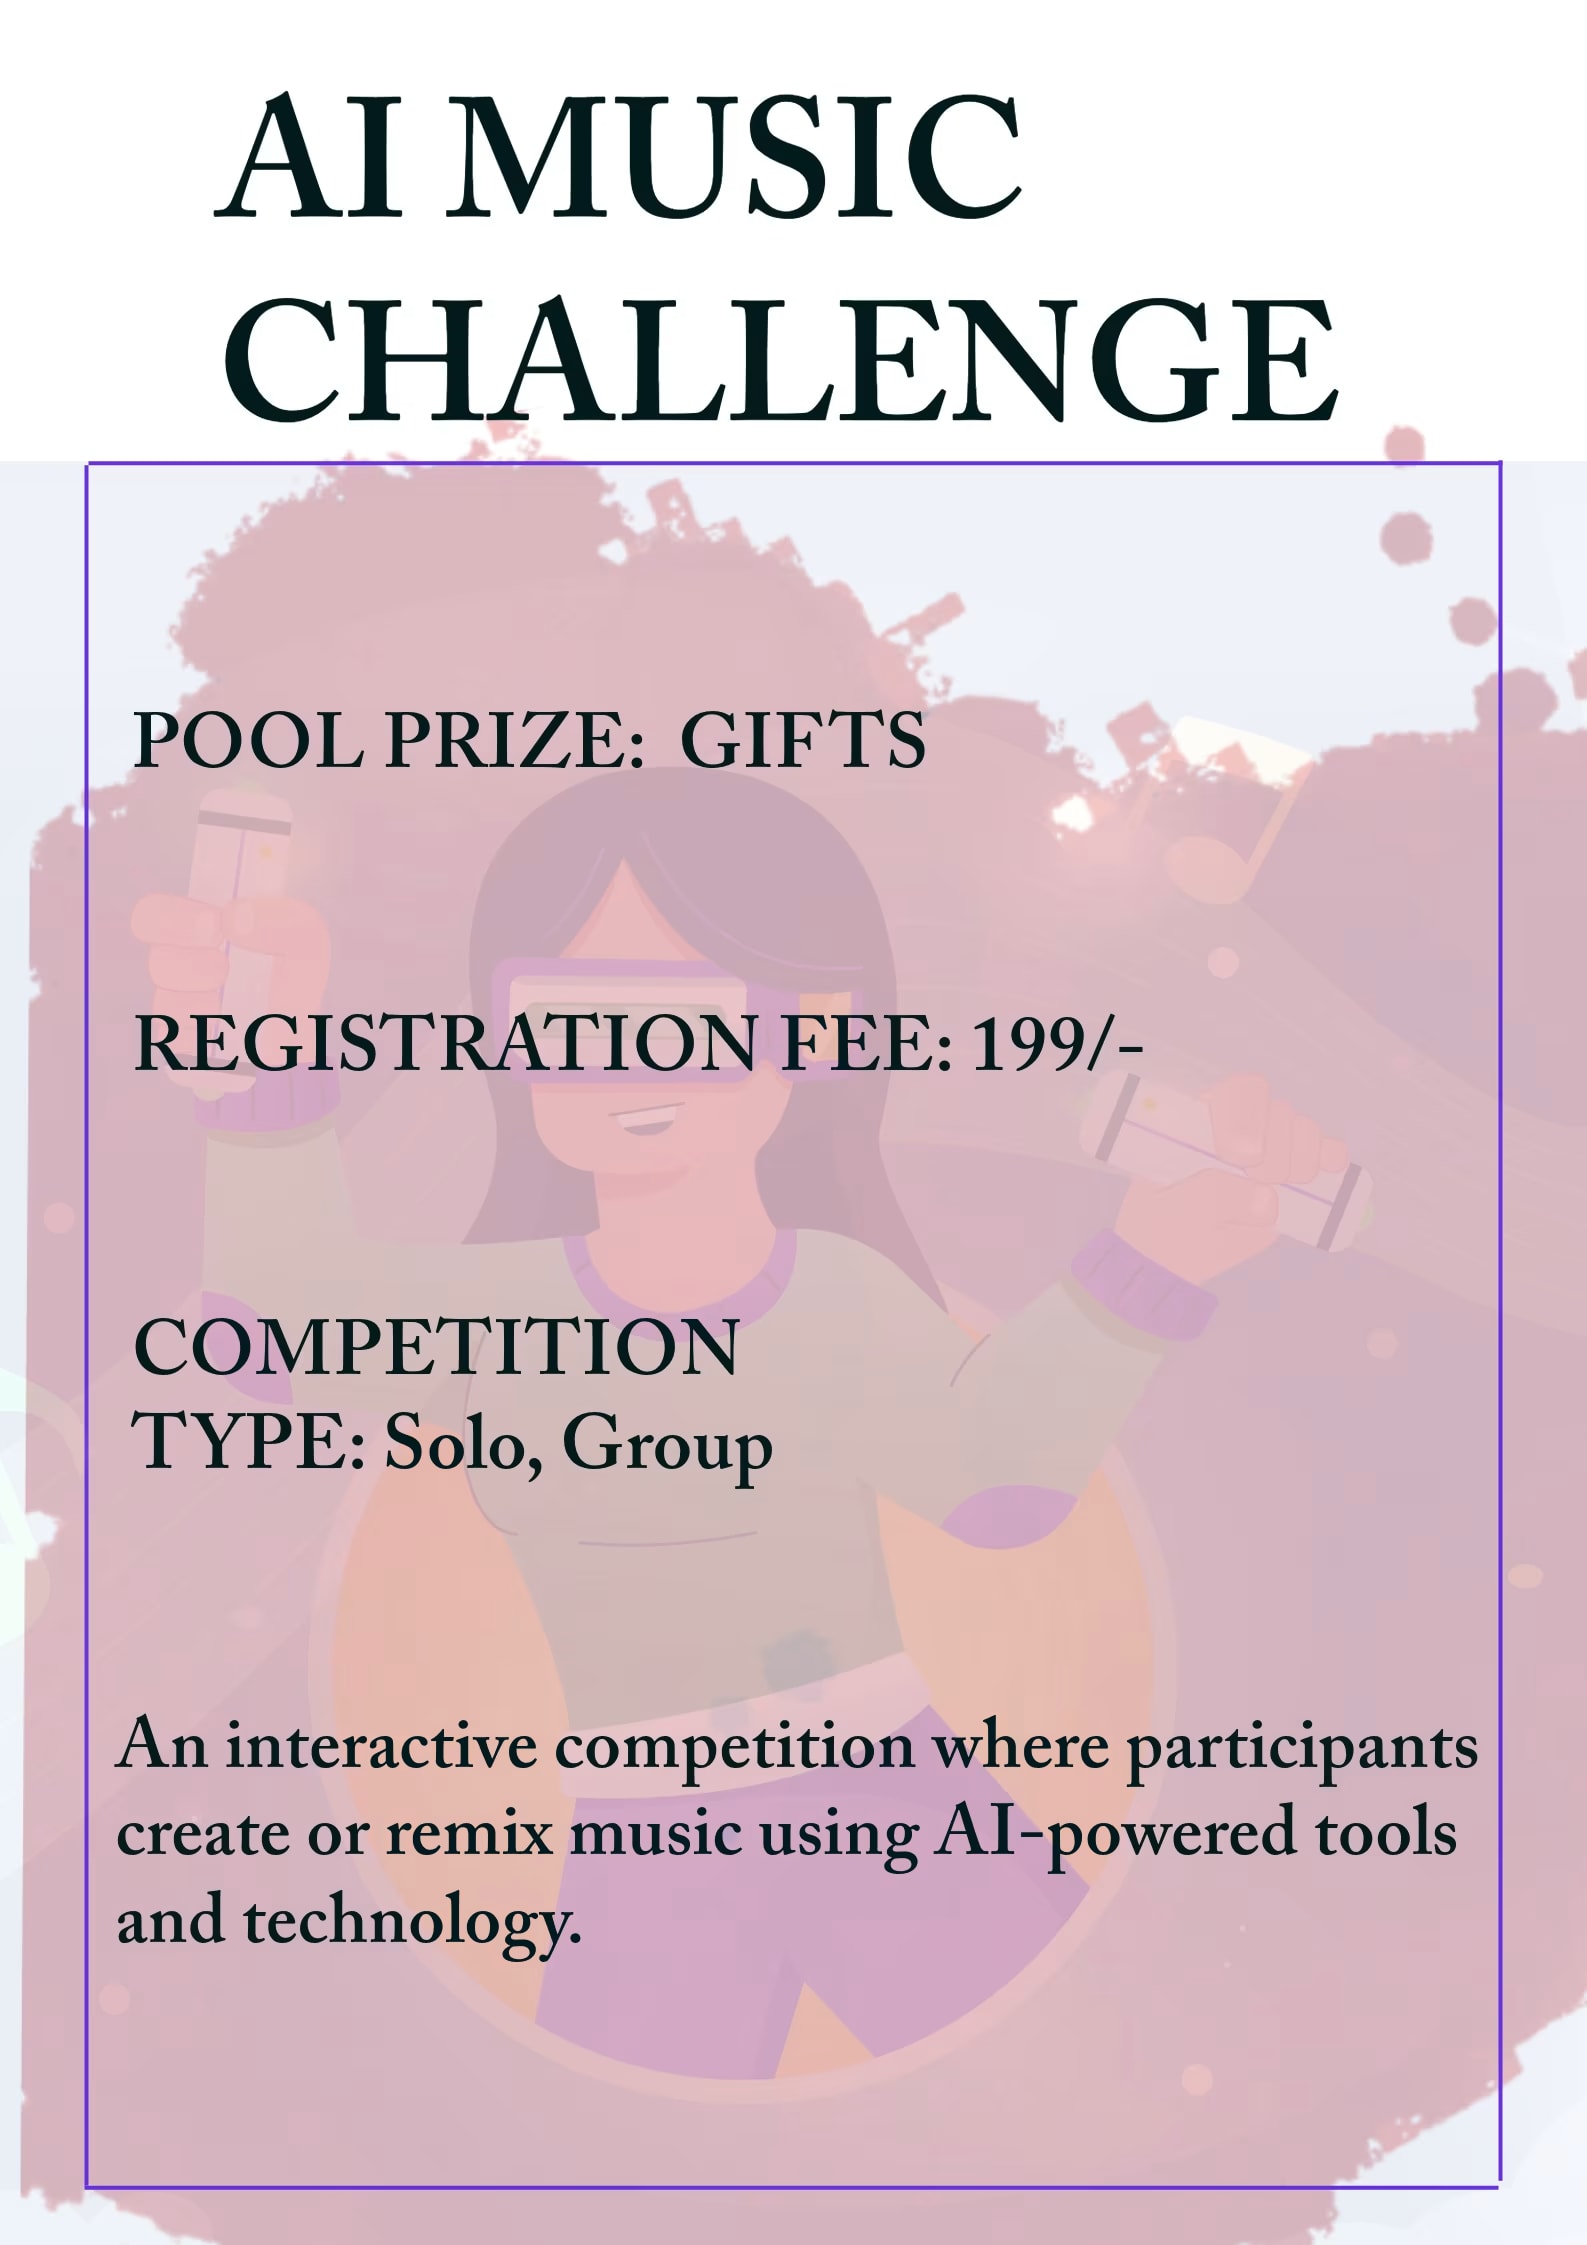 AI MUSIC
CHALLENGE
POOL PRIZE: GIFTS
REGISTRATION FEE: 199/-
COMPETITION
TYPE: Solo, Group
An interactive competition where participants
create or remix music using AI-powered tools
and technology.